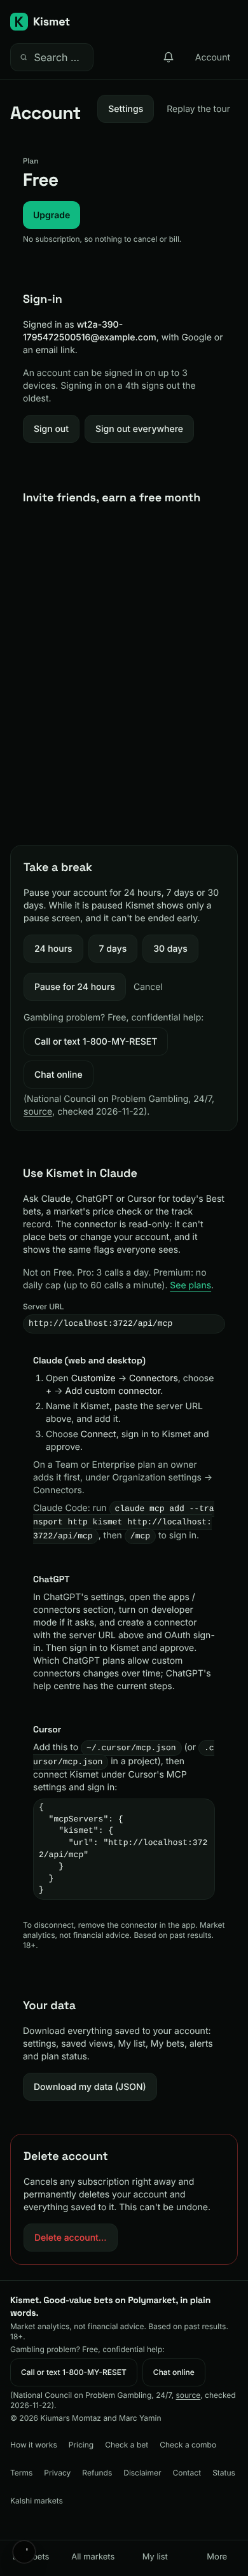 Kismet
Search ...
Account
Account
Settings
Replay the tour
Plan
Free
Upgrade
No subscription, so nothing to cancel or bill.
Sign-in
Signed in as wt2a-390-
1795472500516@example.com, with Google or
an email link.
An account can be signed in on up to 3
devices. Signing in on a 4th signs out the
oldest.
Sign out
Sign out everywhere
Invite friends, earn a free month
Take a break
Pause your account for 24 hours, 7 days or 30
days. While it is paused Kismet shows only a
pause screen, and it can't be ended early.
24 hours
7 days
30 days
Pause for 24 hours
Cancel
Gambling problem? Free, confidential help:
Call or text 1-800-MY-RESET
Chat online
(National Council on Problem Gambling, 24/7,
source, checked 2026-11-22).
Use Kismet in Claude
Ask Claude, ChatGPT or Cursor for today's Best
bets, a market's price check or the track
record. The connector is read-only: it can't
place bets or change your account, and it
shows the same flags everyone sees.
Not on Free. Pro: 3 calls a day. Premium: no
daily cap (up to 60 calls a minute). See plans.
Server URL
http://localhost:3722/api/mcp
Claude (web and desktop)
1. Open Customize → Connectors, choose
+ → Add custom connector.
2. Name it Kismet, paste the server URL
above, and add it.
3. Choose Connect, sign in to Kismet and
approve.
On a Team or Enterprise plan an owner
adds it first, under Organization settings →
Connectors.
Claude Code: run claude mcp add --tra
nsport http kismet http://localhost:
3722/api/mcp, then /mcp to sign in.
ChatGPT
In ChatGPT's settings, open the apps /
connectors section, turn on developer
mode if it asks, and create a connector
with the server URL above and OAuth sign-
in. Then sign in to Kismet and approve.
Which ChatGPT plans allow custom
connectors changes over time; ChatGPT's
help centre has the current steps.
Cursor
Add this to ~/.cursor/mcp.json (or .c
ursor/mcp.json in a project), then
connect Kismet under Cursor's MCP
settings and sign in:
{
"mcpServers": {
"kismet": {
"url": "http://localhost:372
2/api/mcp"
}
}
}
To disconnect, remove the connector in the app. Market
analytics, not financial advice. Based on past results.
18+.
Your data
Download everything saved to your account:
settings, saved views, My list, My bets, alerts
and plan status.
Download my data (JSON)
Delete account
Cancels any subscription right away and
permanently deletes your account and
everything saved to it. This can't be undone.
Delete account...
Kismet. Good-value bets on Polymarket, in plain
words.
Market analytics, not financial advice. Based on past results.
18+.
Gambling problem? Free, confidential help:
Call or text 1-800-MY-RESET
Chat online
(National Council on Problem Gambling, 24/7, source, checked
2026-11-22).
© 2026 Kiumars Momtaz and Marc Yamin
How it works
Pricing
Check a bet
Check a combo
Terms
Privacy
Refunds
Disclaimer
Contact
Status
Kalshi markets
bets
All markets
My list
More